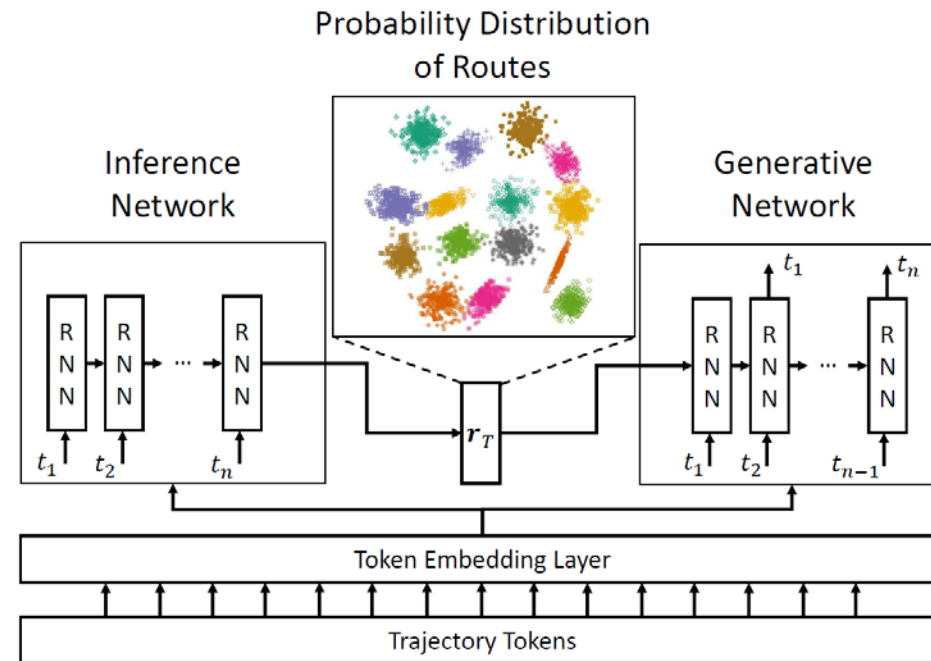 Probability Distribution
of Routes
Inference
Network
Generative
Network
R N N
R N N
...
R N N
t₁
t₂
tₙ
r_T
t₁
tₙ
R N N
R N N
...
R N N
t₁
t₂
tₙ₋₁
Token Embedding Layer
Trajectory Tokens